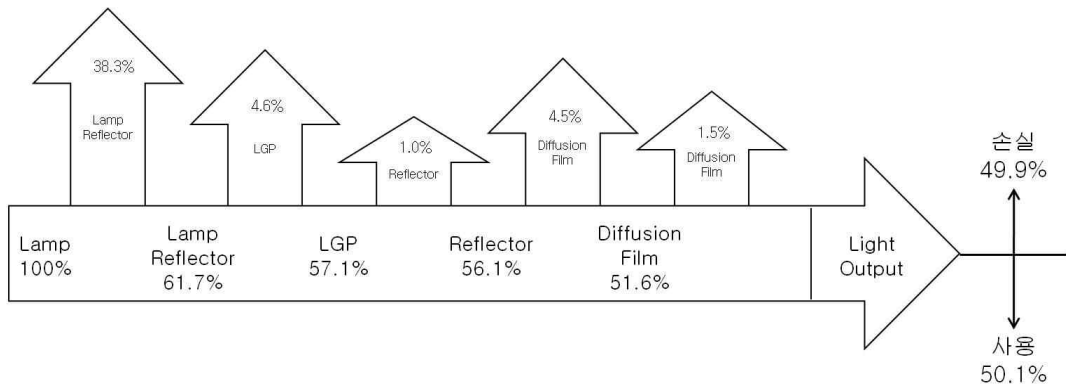 38.3%
Lamp
Reflector
4.6%
LGP
1.0%
Reflector
4.5%
Diffusion
Film
1.5%
Diffusion
Film
손실
49.9%
Lamp
100%
Lamp
Reflector
61.7%
LGP
57.1%
Reflector
56.1%
Diffusion
Film
51.6%
Light
Output
사용
50.1%